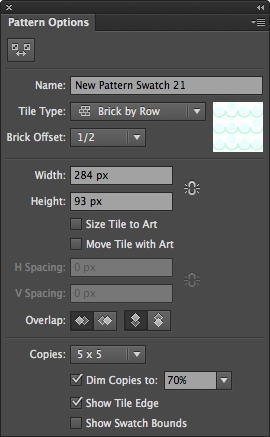 Pattern Options
Name: New Pattern Swatch 21
Tile Type: Brick by Row
Brick Offset: 1/2
Width: 284 px
Height: 93 px
Size Tile to Art
Move Tile with Art
H Spacing: 0 px
V Spacing: 0 px
Overlap:
Copies: 5 x 5
Dim Copies to: 70%
Show Tile Edge
Show Swatch Bounds